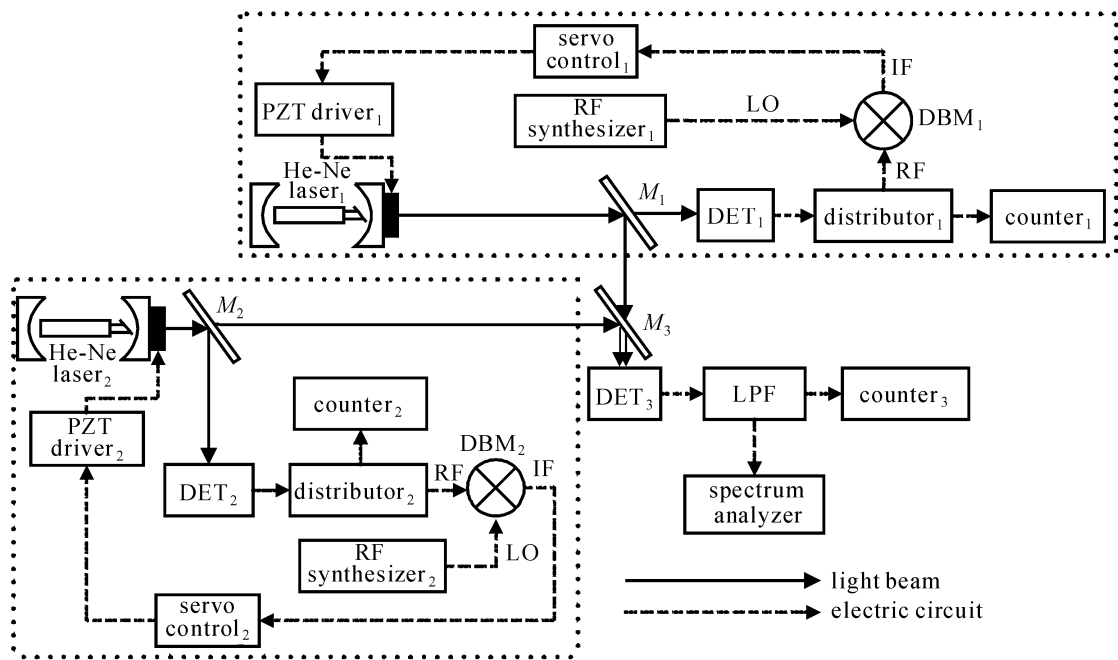 servo
control₁
IF
PZT driver₁
RF
synthesizer₁
LO
DBM₁
RF
He-Ne
laser₁
M₁
DET₁
distributor₁
counter₁
M₂
M₃
He-Ne
laser₂
DET₃
LPF
counter₃
counter₂
PZT
driver₂
DBM₂
RF
IF
DET₂
distributor₂
spectrum
analyzer
RF
synthesizer₂
LO
light beam
servo
control₂
electric circuit